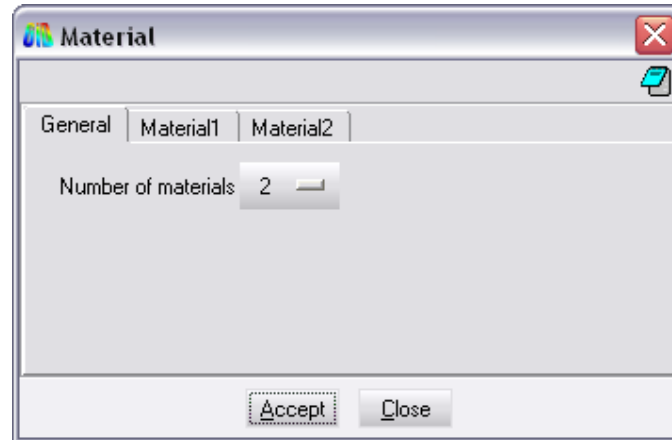 Material
General Material1 Material2
Number of materials 2
Accept Close